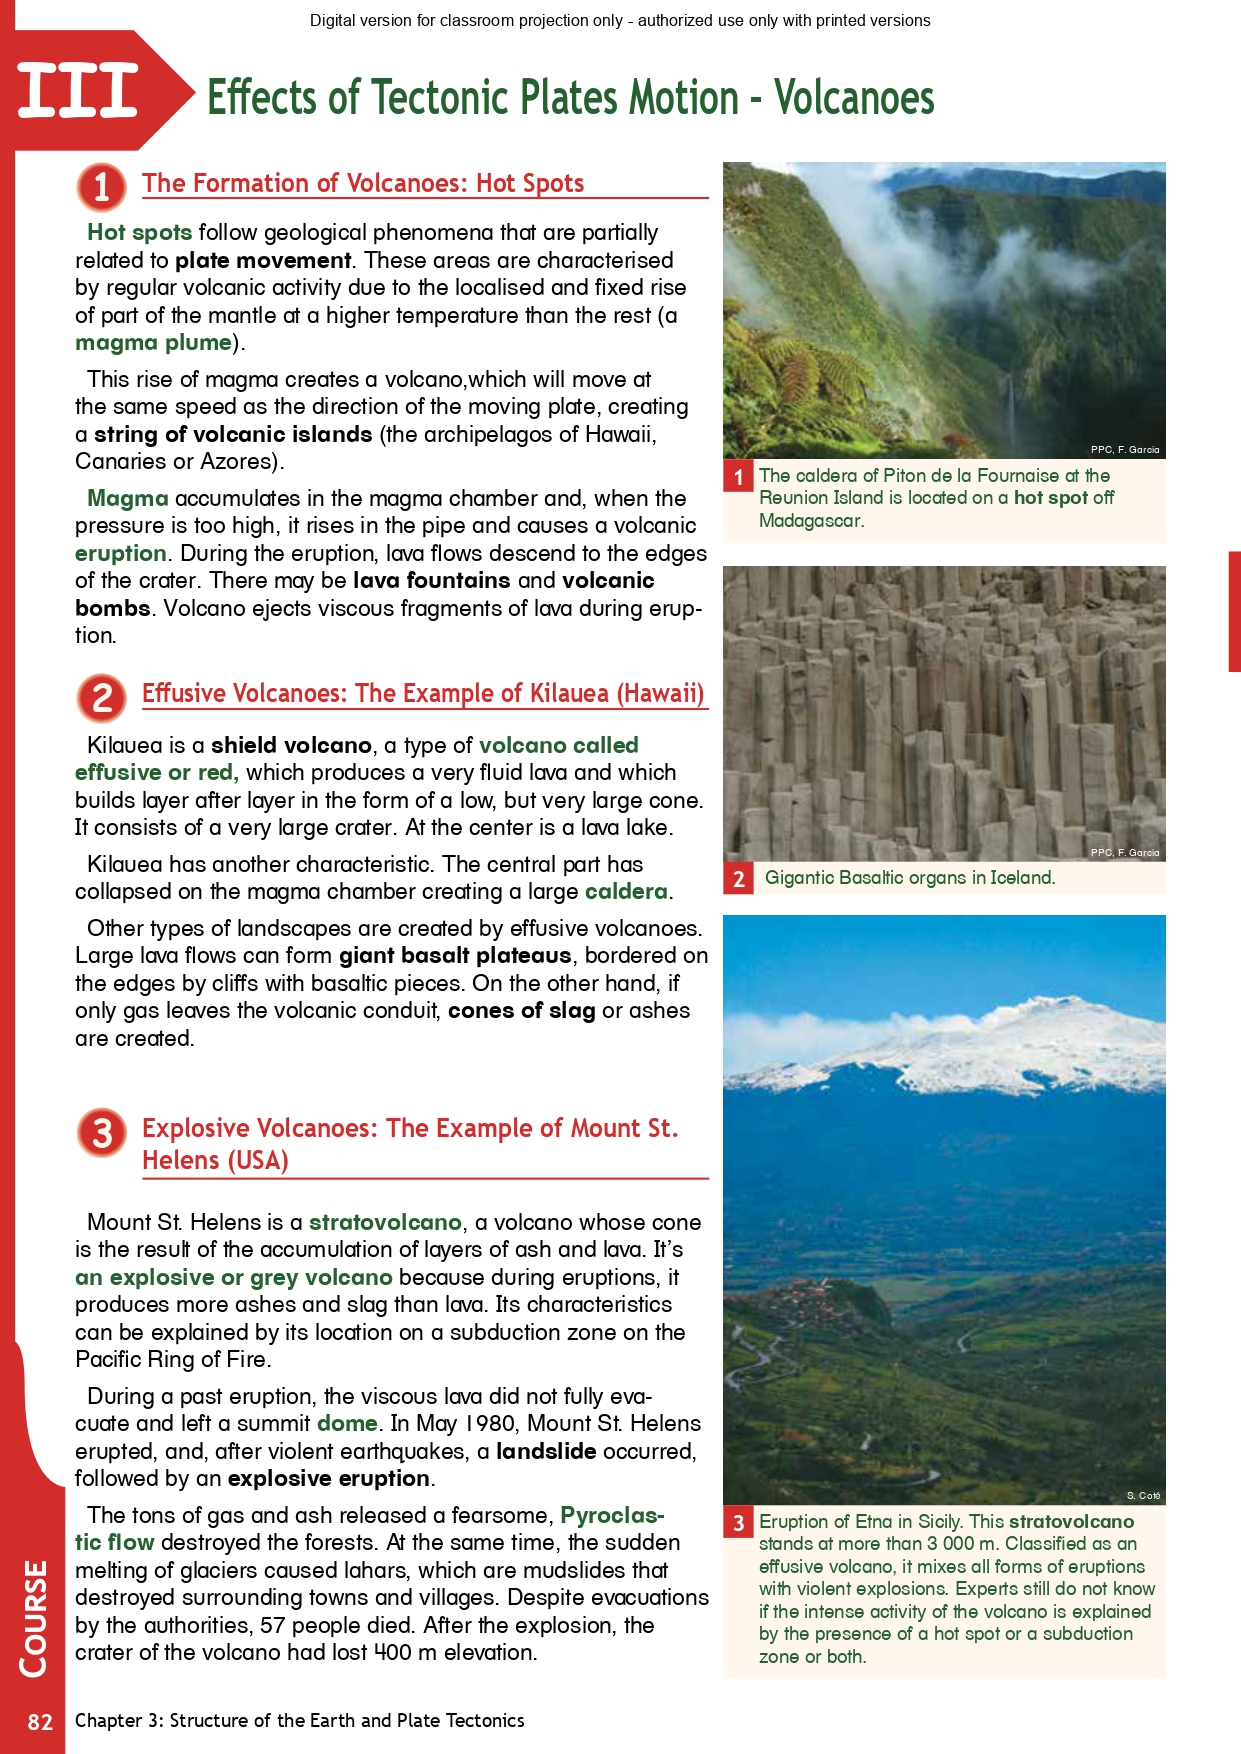 Digital version for classroom projection only - authorized use only with printed versions
III
Effects of Tectonic Plates Motion - Volcanoes
1
The Formation of Volcanoes: Hot Spots
Hot spots follow geological phenomena that are partially
related to plate movement. These areas are characterised
by regular volcanic activity due to the localised and fixed rise
of part of the mantle at a higher temperature than the rest (a
magma plume).
This rise of magma creates a volcano,which will move at
the same speed as the direction of the moving plate, creating
a string of volcanic islands (the archipelagos of Hawaii,
Canaries or Azores).
Magma accumulates in the magma chamber and, when the
pressure is too high, it rises in the pipe and causes a volcanic
eruption. During the eruption, lava flows descend to the edges
of the crater. There may be lava fountains and volcanic
bombs. Volcano ejects viscous fragments of lava during erup-
tion.
2
Effusive Volcanoes: The Example of Kilauea (Hawaii)
Kilauea is a shield volcano, a type of volcano called
effusive or red, which produces a very fluid lava and which
builds layer after layer in the form of a low, but very large cone.
It consists of a very large crater. At the center is a lava lake.
Kilauea has another characteristic. The central part has
collapsed on the magma chamber creating a large caldera.
Other types of landscapes are created by effusive volcanoes.
Large lava flows can form giant basalt plateaus, bordered on
the edges by cliffs with basaltic pieces. On the other hand, if
only gas leaves the volcanic conduit, cones of slag or ashes
are created.
3
Explosive Volcanoes: The Example of Mount St.
Helens (USA)
Mount St. Helens is a stratovolcano, a volcano whose cone
is the result of the accumulation of layers of ash and lava. It's
an explosive or grey volcano because during eruptions, it
produces more ashes and slag than lava. Its characteristics
can be explained by its location on a subduction zone on the
Pacific Ring of Fire.
During a past eruption, the viscous lava did not fully eva-
cuate and left a summit dome. In May 1980, Mount St. Helens
erupted, and, after violent earthquakes, a landslide occurred,
followed by an explosive eruption.
The tons of gas and ash released a fearsome, Pyroclas-
tic flow destroyed the forests. At the same time, the sudden
melting of glaciers caused lahars, which are mudslides that
destroyed surrounding towns and villages. Despite evacuations
by the authorities, 57 people died. After the explosion, the
crater of the volcano had lost 400 m elevation.
PPC, F. Garcia
1
The caldera of Piton de la Fournaise at the
Reunion Island is located on a hot spot off
Madagascar.
PPC, F. Garcia
2
Gigantic Basaltic organs in Iceland.
S. Coté
3
Eruption of Etna in Sicily. This stratovolcano
stands at more than 3 000 m. Classified as an
effusive volcano, it mixes all forms of eruptions
with violent explosions. Experts still do not know
if the intense activity of the volcano is explained
by the presence of a hot spot or a subduction
zone or both.
COURSE
82
Chapter 3: Structure of the Earth and Plate Tectonics